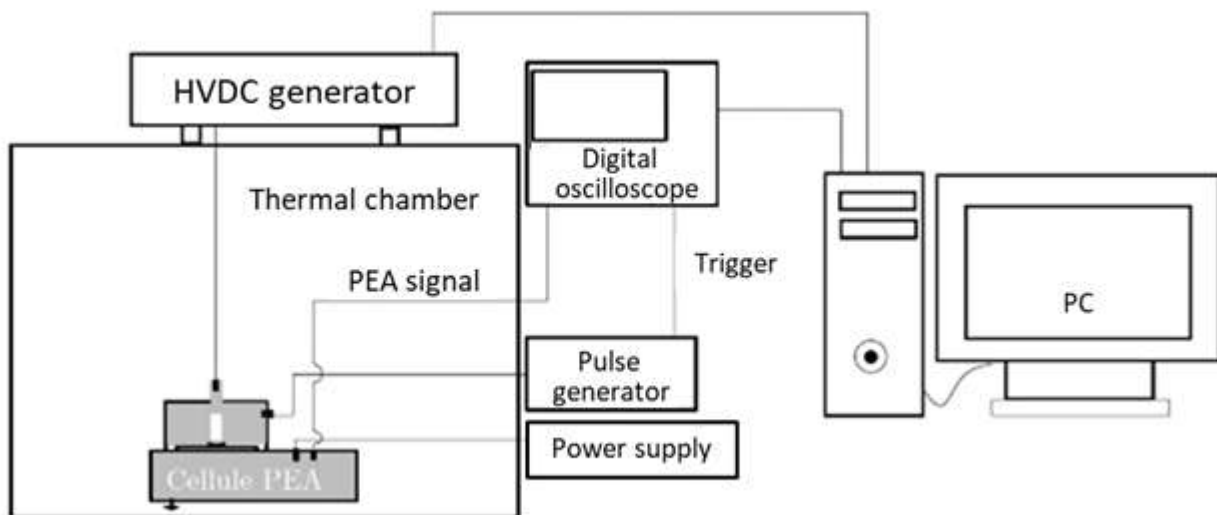 HVDC generator
Digital
oscilloscope
Thermal chamber
Trigger
PEA signal
PC
Pulse
generator
Power supply
Cellule PEA